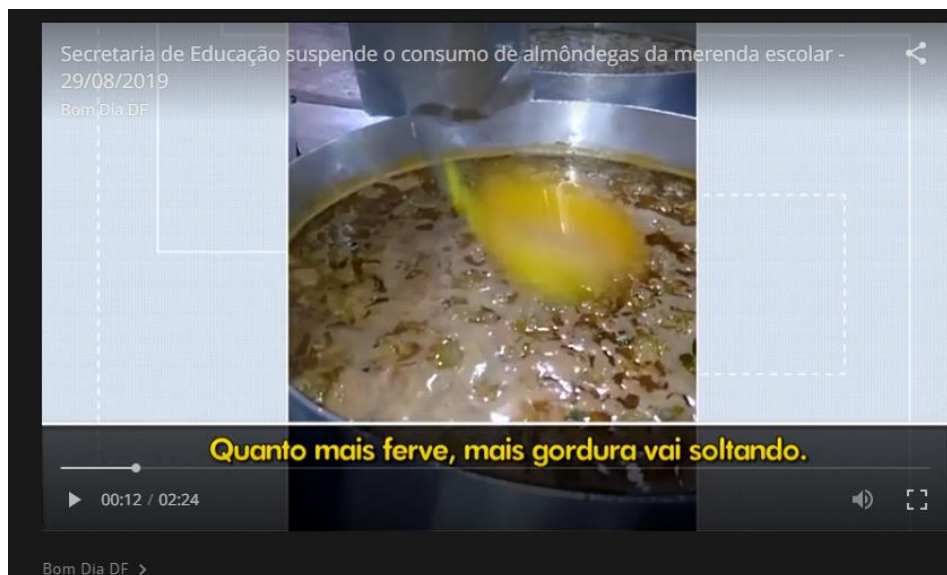 Secretaria de Educação suspende o consumo de almôndegas da merenda escolar -
29/08/2019
Bom Dia DF
Quanto mais ferve, mais gordura vai soltando.
00:12 / 02:24
Bom Dia DF >